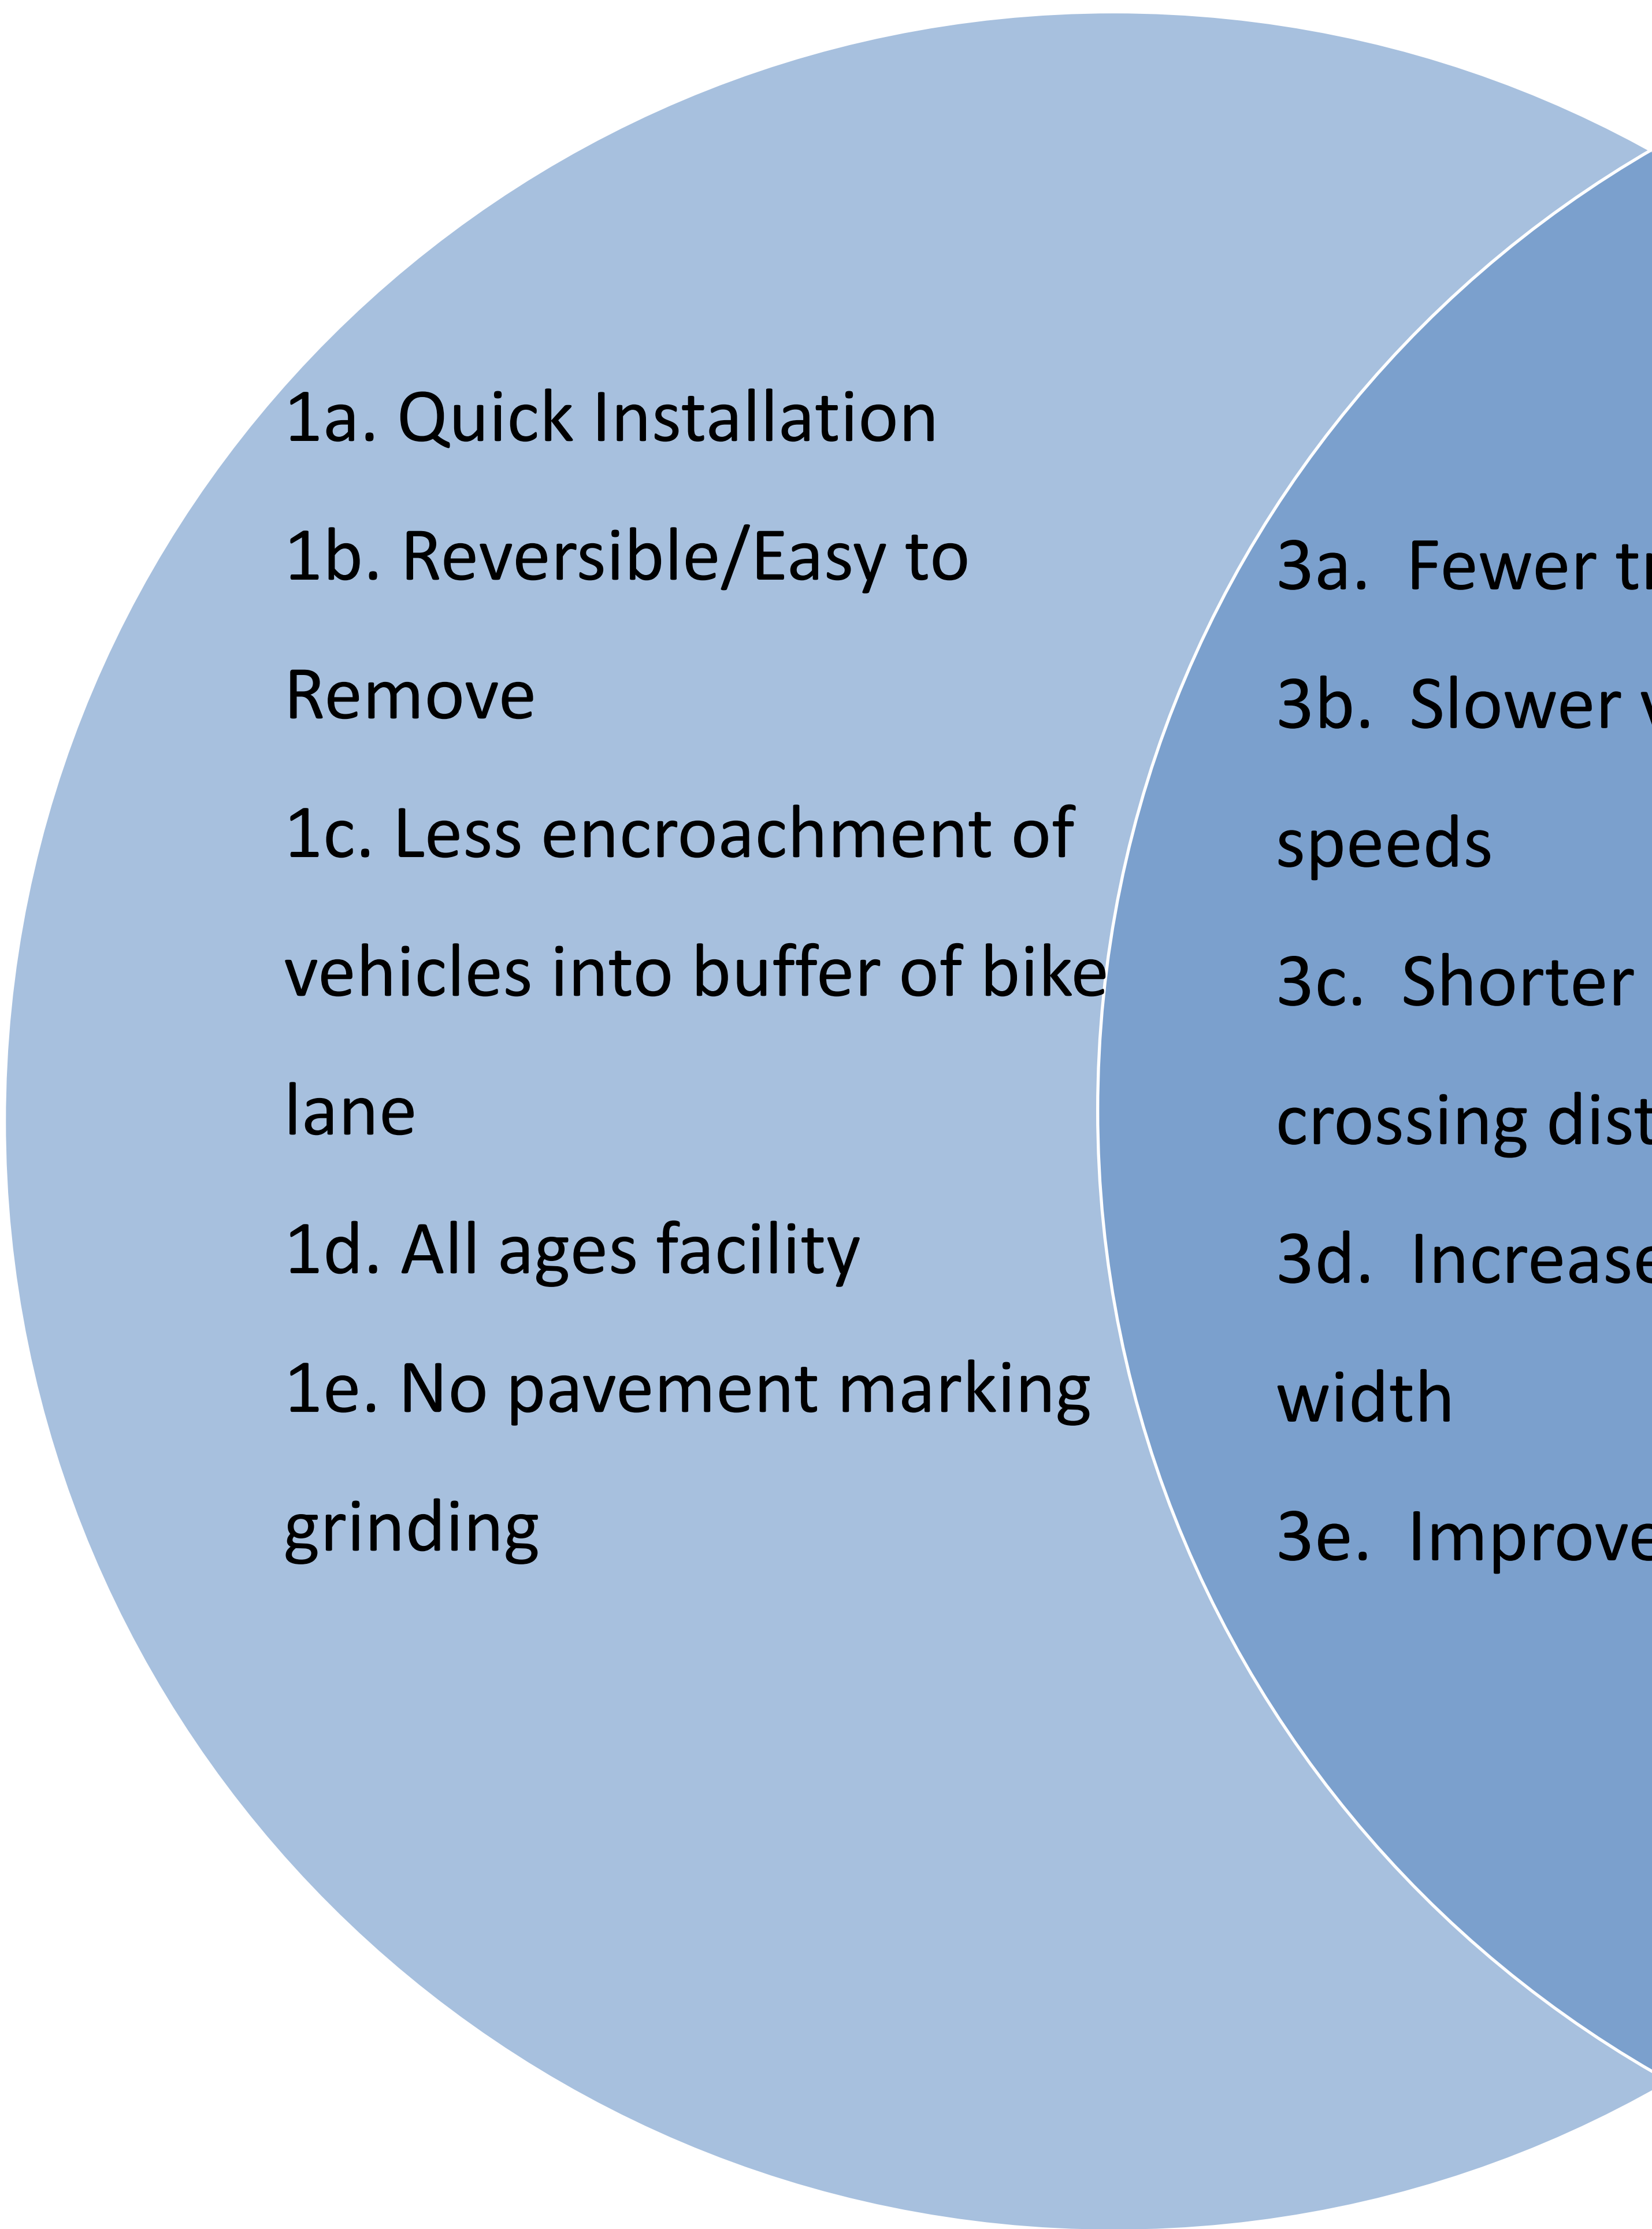 1a. Quick Installation
1b. Reversible/Easy to
Remove
1c. Less encroachment of
vehicles into buffer of bike
lane
1d. All ages facility
1e. No pavement marking
grinding
3a. Fewer
3b. Slower
speeds
3c. Shorter
crossing
3d.
width
3e.